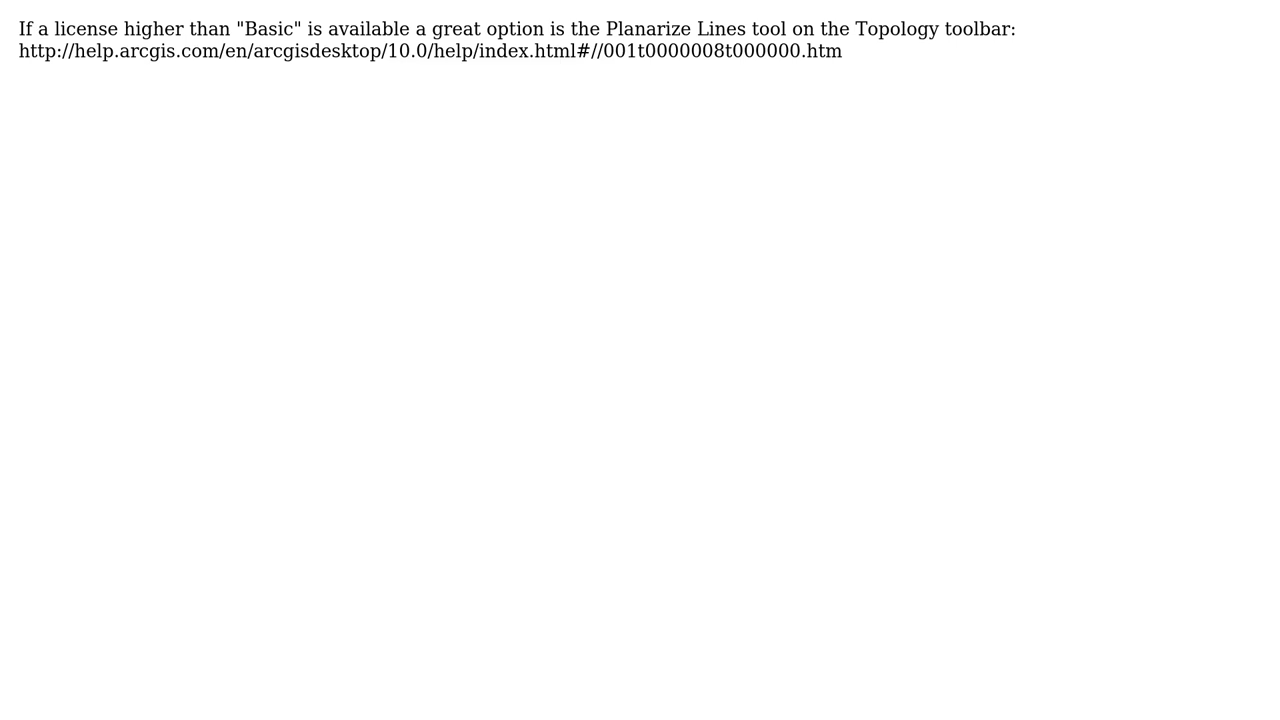 If a license higher than "Basic" is available a great option is the Planarize Lines tool on the Topology toolbar:
http://help.arcgis.com/en/arcgisdesktop/10.0/help/index.html#//001t0000008t000000.htm